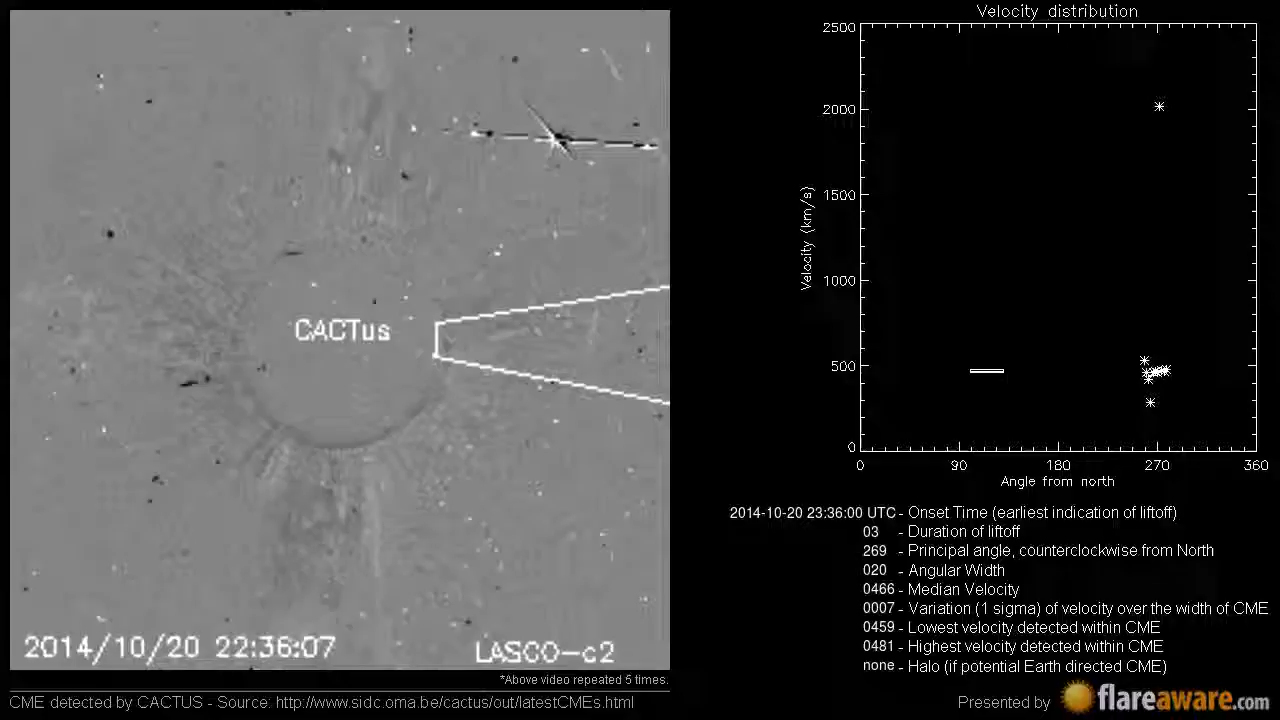 Velocity distribution
2500
2000
1500
1000
500
0
Velocity (km/s)
0 90 180 270 360
Angle from north
CACTus
2014/10/20 22:36:07 LASCO-c2
*Above video repeated 5 times.
CME detected by CACTUS - Source: http://www.sidc.oma.be/cactus/out/latestCMEs.html
2014-10-20 23:36:00 UTC - Onset Time (earliest indication of liftoff)
03 - Duration of liftoff
269 - Principal angle, counterclockwise from North
020 - Angular Width
0466 - Median Velocity
0007 - Variation (1 sigma) of velocity over the width of CME
0459 - Lowest velocity detected within CME
0481 - Highest velocity detected within CME
none - Halo (if potential Earth directed CME)
Presented by flareaware.com